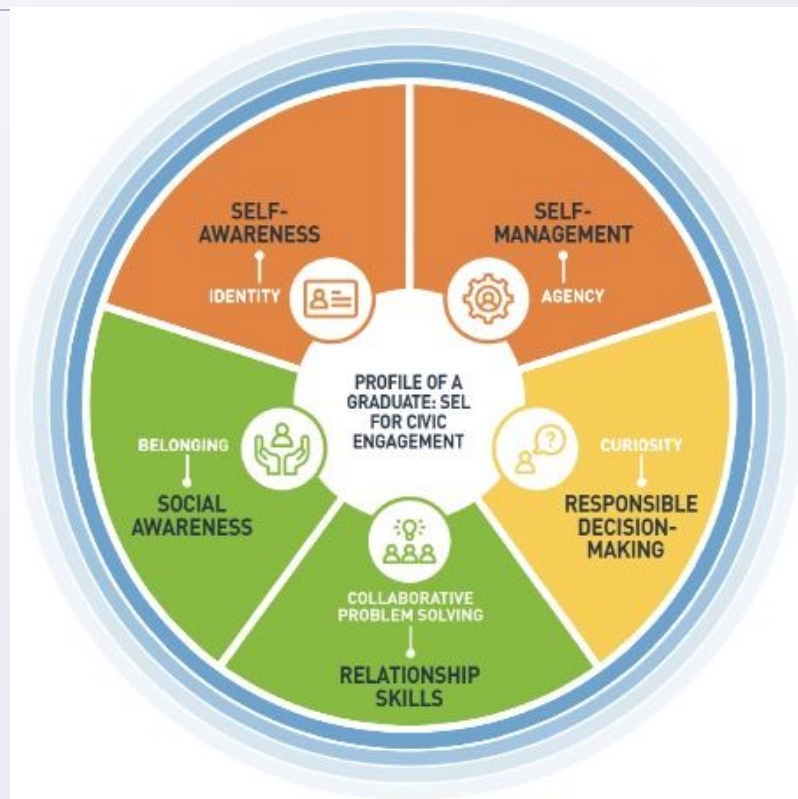 SELF-
AWARENESS
IDENTITY
SELF-
MANAGEMENT
AGENCY
PROFILE OF A
GRADUATE: SEL
FOR CIVIC
ENGAGEMENT
BELONGING
SOCIAL
AWARENESS
?
CURIOSITY
RESPONSIBLE
DECISION-
MAKING
COLLABORATIVE
PROBLEM SOLVING
RELATIONSHIP
SKILLS